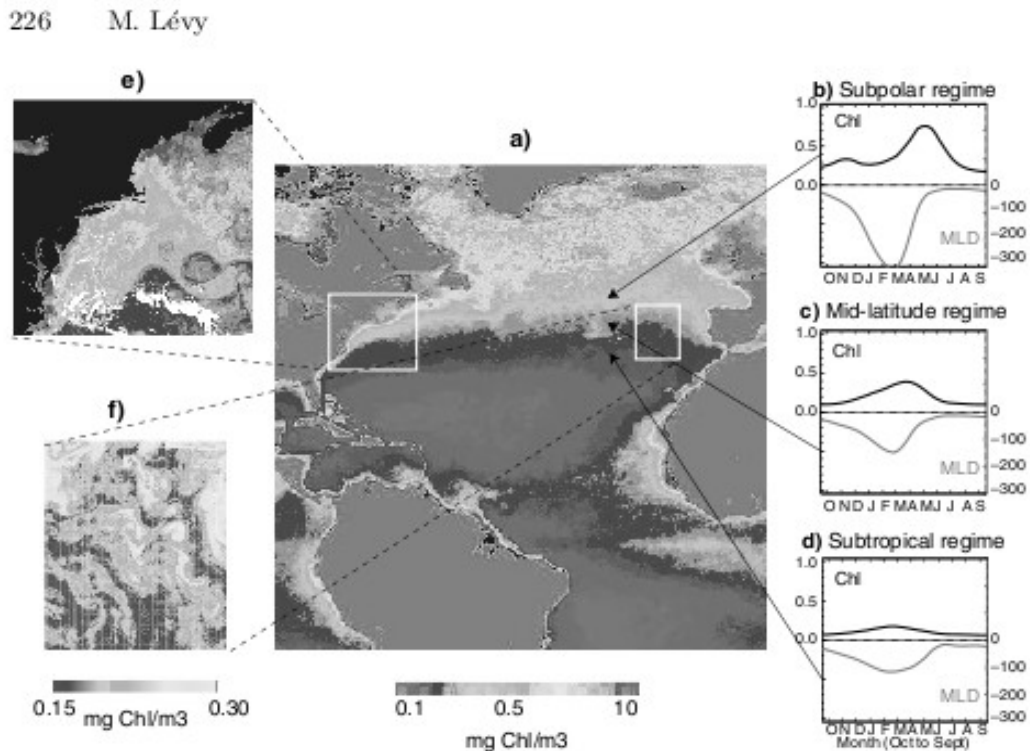 226 M. Lévy
e)
a)
f)
0.15 0.30
mg Chl/m3
0.1 0.5 10
mg Chl/m3
b) Subpolar regime
1.0
Chl
0.5
0.0 0
-100
MLD -200
-300
O N D J F M A M J J A S
c) Mid-latitude regime
1.0
Chl
0.5
0.0 0
-100
MLD -200
-300
O N D J F M A M J J A S
d) Subtropical regime
1.0
Chl
0.5
0.0 0
-100
MLD -200
-300
O N D J F M A M J J A S
Month (Oct to Sept)